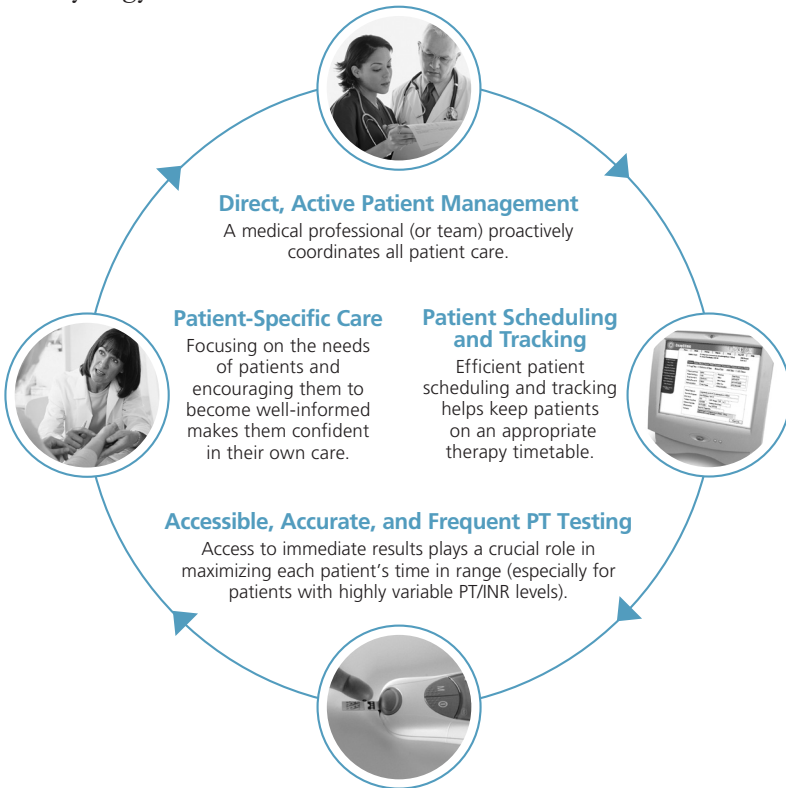 Direct, Active Patient Management
A medical professional (or team) proactively
coordinates all patient care.
Patient-Specific Care
Focusing on the needs
of patients and
encouraging them to
become well-informed
makes them confident
in their own care.
Patient Scheduling
and Tracking
Efficient patient
scheduling and tracking
helps keep patients
on an appropriate
therapy timetable.
Accessible, Accurate, and Frequent PT Testing
Access to immediate results plays a crucial role in
maximizing each patient’s time in range (especially for
patients with highly variable PT/INR levels).